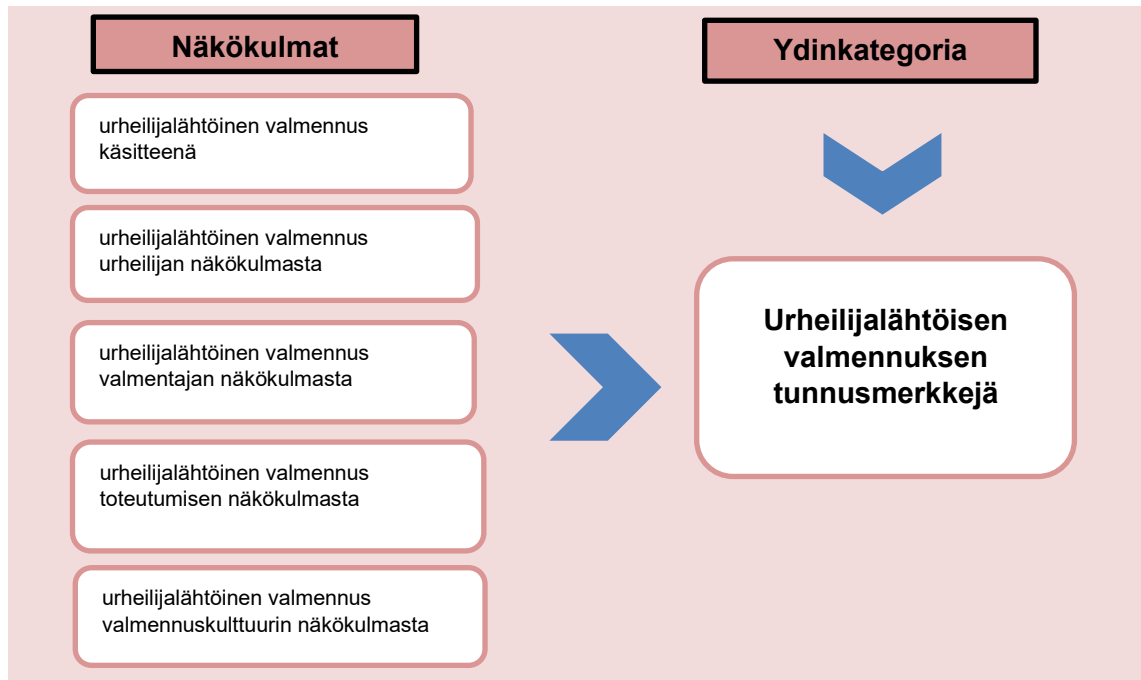 Näkökulmat
urheilijalähtöinen valmennus
käsitteenä
urheilijalähtöinen valmennus
urheilijan näkökulmasta
urheilijalähtöinen valmennus
valmentajan näkökulmasta
urheilijalähtöinen valmennus
toteutumisen näkökulmasta
urheilijalähtöinen valmennus
valmennuskulttuurin näkökulmasta
Ydinkategoria
Urheilijalähtöisen
valmennuksen
tunnusmerkkejä